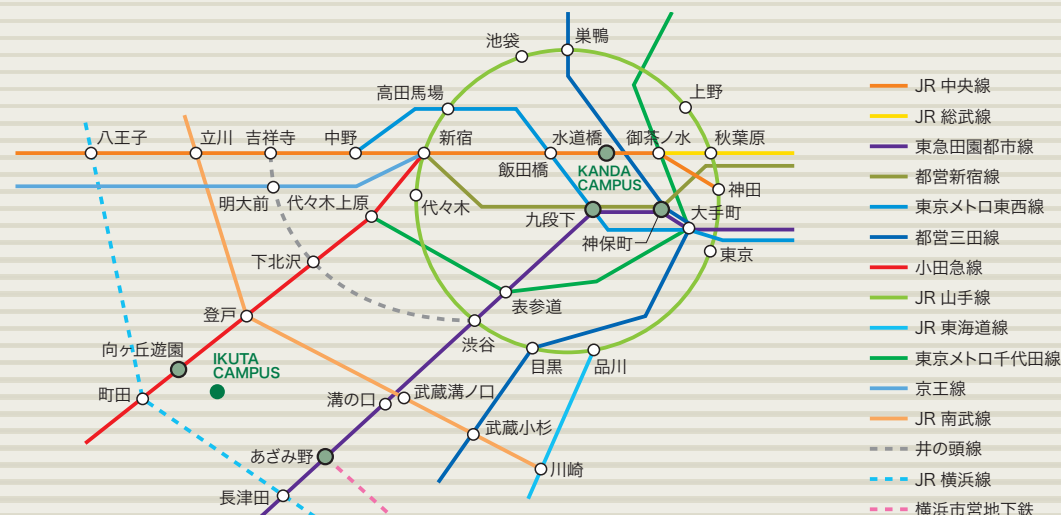 巣鴨
池袋
高田馬場
上野
八王子
立川
吉祥寺
中野
新宿
水道橋
御茶ノ水
秋葉原
飯田橋
KANDA
CAMPUS
神田
明大前
代々木上原
代々木
九段下
大手町
神保町
東京
下北沢
表参道
登戸
渋谷
向ヶ丘遊園
IKUTA
CAMPUS
目黒
品川
町田
溝の口
武蔵溝ノ口
武蔵小杉
あざみ野
川崎
長津田
JR 中央線
JR 総武線
東急田園都市線
都営新宿線
東京メトロ東西線
都営三田線
小田急線
JR 山手線
JR 東海道線
東京メトロ千代田線
京王線
JR 南武線
井の頭線
JR 横浜線
横浜市営地下鉄